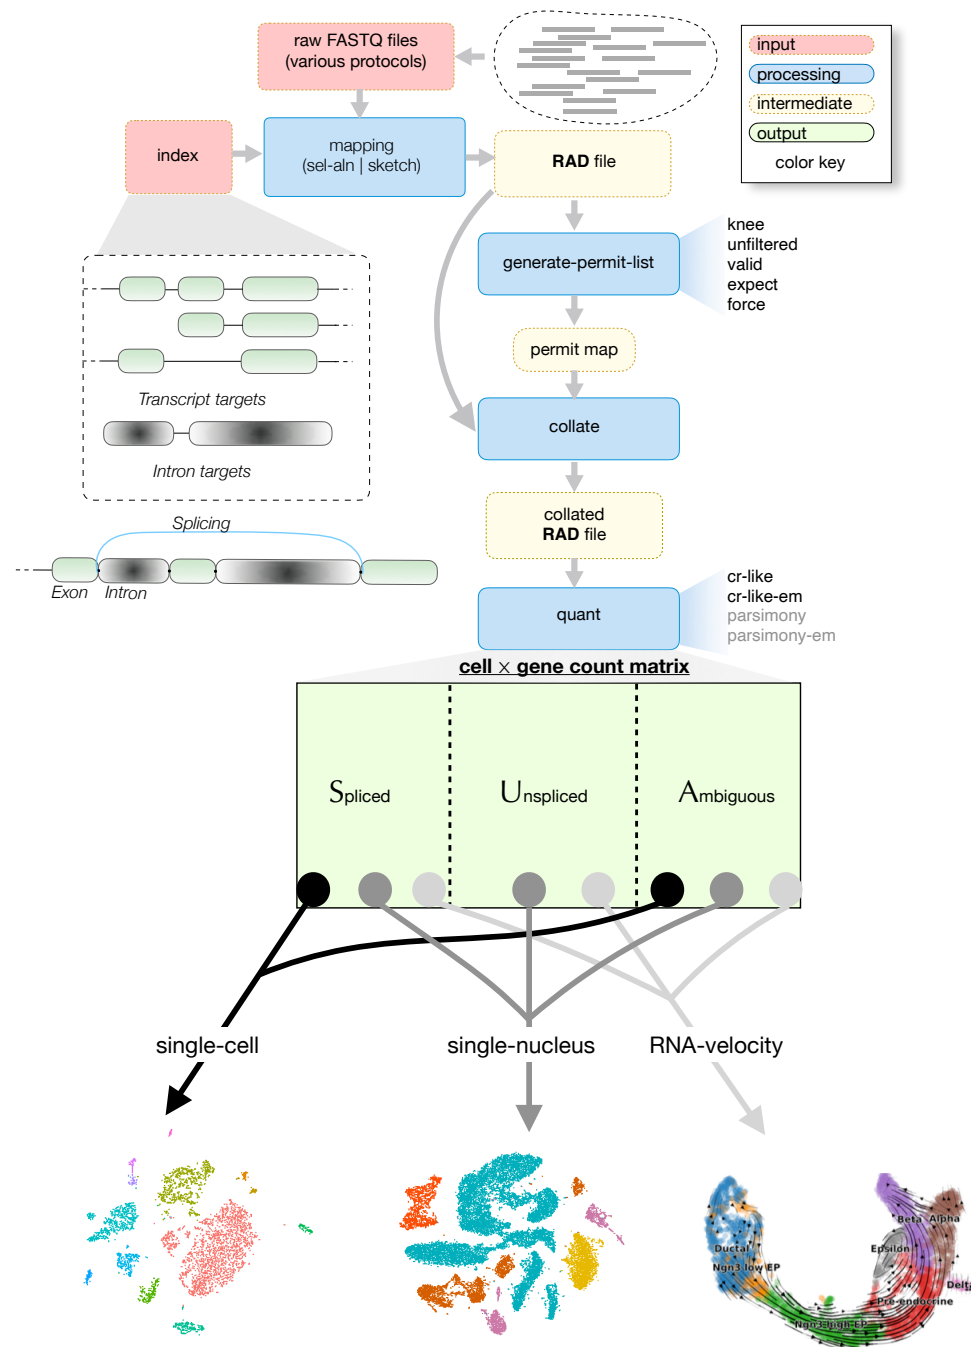 raw FASTQ files
(various protocols)
input
processing
intermediate
output
color key
index
mapping
(sel-aln | sketch)
RAD file
generate-permit-list
knee
unfiltered
valid
expect
force
permit map
Transcript targets
collate
Intron targets
collated
RAD file
Splicing
Exon
Intron
quant
cr-like
cr-like-em
parsimony
parsimony-em
cell × gene count matrix
Spliced
Unspliced
Ambiguous
single-cell
single-nucleus
RNA-velocity
Beta
Alpha
Ductal
Epsilon
Ngn3 low EP
Delta
Pre-endocrine
Ngn3 high EP